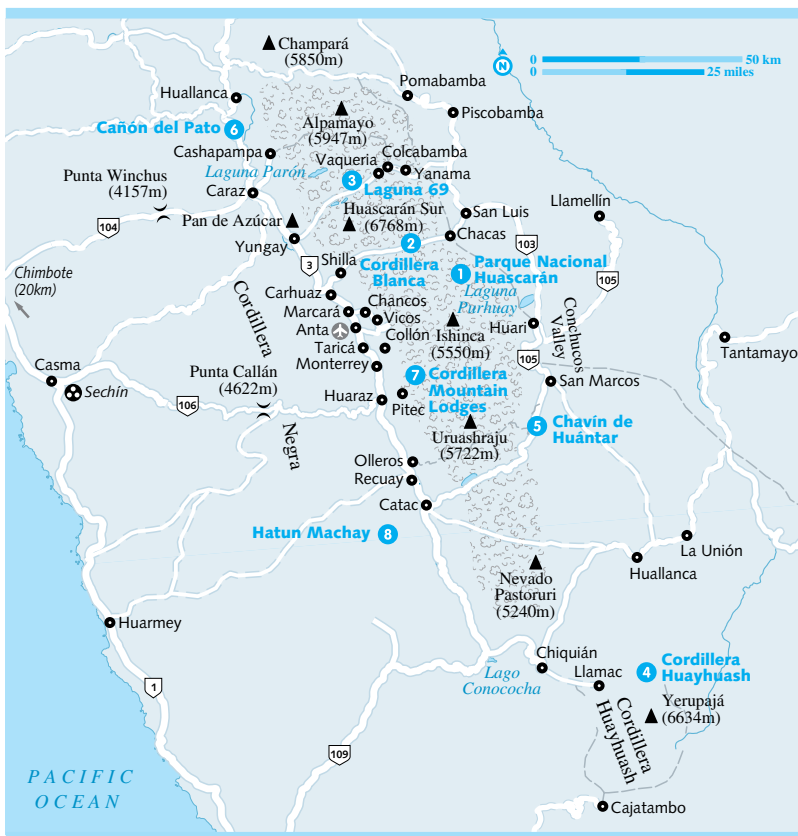 Champará
(5850m)
N
0
50 km
0
25 miles
Huallanca
Pomabamba
Piscobamba
Cañón del Pato 6
Alpamayo
(5947m)
Cashapampa
Colcabamba
Vaqueria
Yanama
Laguna Parón
3
Laguna 69
Punta Winchus
(4157m)
Caraz
Huascarán Sur
(6768m)
San Luis
Llamellín
104
Pan de Azúcar
Yungay
2
Chacas
103
Cordillera
Blanca
1
Parque Nacional
Huascarán
3
Shilla
105
Chimbote
(20km)
Laguna
Purhuay
Carhuaz
Cordillera
Negra
Conchucos
Valley
Marcará
Chancos
Vicos
Anta
Collón
Ishinca
(5550m)
Huari
Taricá
Monterrey
105
Tantamayo
Casma
Sechín
Punta Callán
(4622m)
7
Cordillera
Mountain
Lodges
San Marcos
106
Huaraz
Pitec
Uruashraju
(5722m)
5
Chavín de
Huántar
Olleros
Recuay
Catac
Hatun Machay 8
La Unión
Huallanca
Nevado
Pastoruri
(5240m)
Huarmey
Chiquián
Lago
Conococha
Llamac
4
Cordillera
Huayhuash
Yerupajá
(6634m)
Cordillera
Huayhuash
1
109
PACIFIC
OCEAN
Cajatambo